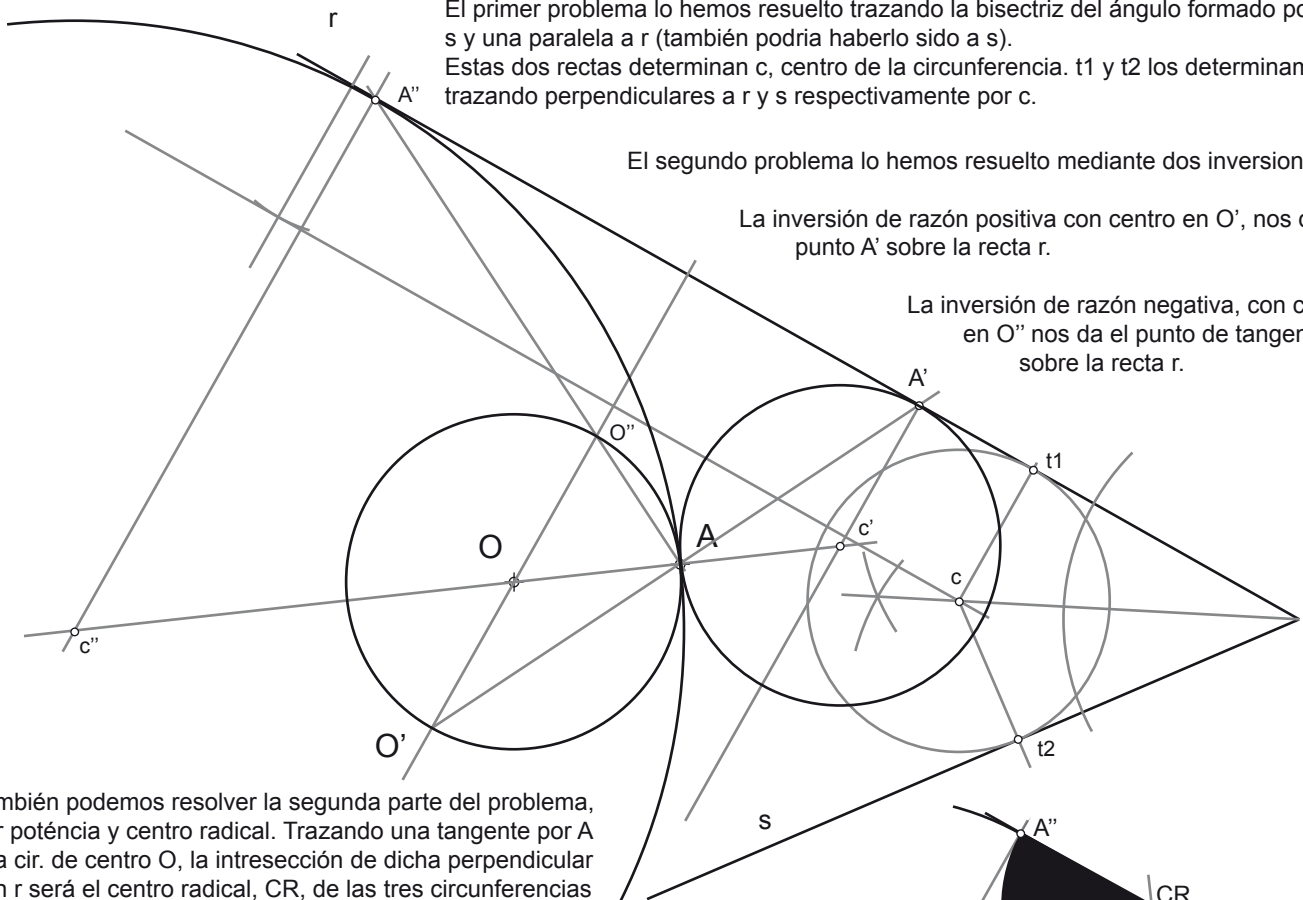 r
El primer problema lo hemos resuelto trazando la bisectriz del ángulo formado po
s y una paralela a r (también podria haberlo sido a s).
Estas dos rectas determinan c, centro de la circunferencia. t1 y t2 los determinan
trazando perpendiculares a r y s respectivamente por c.
A’’
El segundo problema lo hemos resuelto mediante dos inversion
La inversión de razón positiva con centro en O’, nos d
punto A’ sobre la recta r.
La inversión de razón negativa, con c
en O’’ nos da el punto de tangen
sobre la recta r.
A’
O’’
t1
A
c’
O
c
c’’
O’
t2
mbién podemos resolver la segunda parte del problema,
r poténcia y centro radical. Trazando una tangente por A
a cir. de centro O, la intresección de dicha perpendicular
n r será el centro radical, CR, de las tres circunferencias
s
A’’
CR